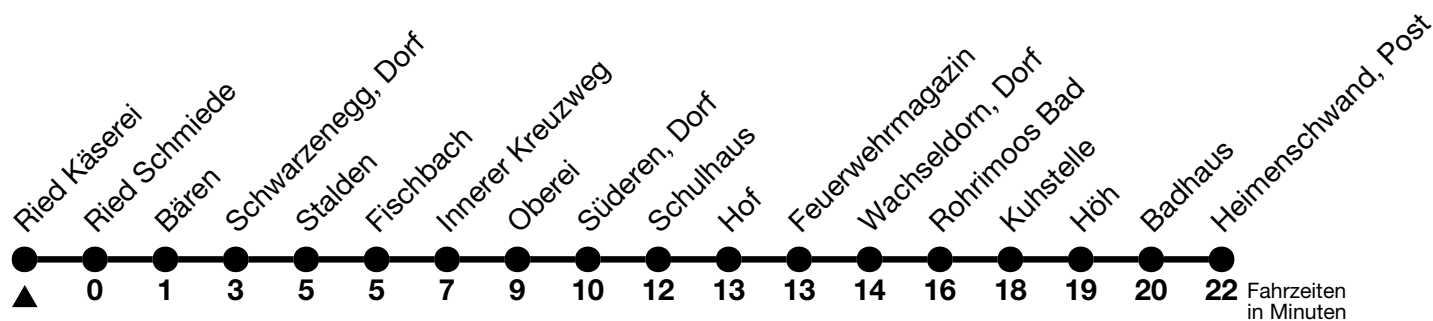 Ried Käserei
Ried Schmiede
Bären
Schwarzenegg, Dorf
Stalden
Fischbach
Innerer Kreuzweg
Oberei
Süderen, Dorf
Schulhaus
Hof
Feuerwehrmagazin
Wachseldorn, Dorf
Rohrimoos Bad
Kuhstelle
Höh
Badhaus
Heimenschwand, Post
0 1 3 5 5 7 9 10 12 13 13 14 16 18 19 20 22
Fahrzeiten
in Minuten